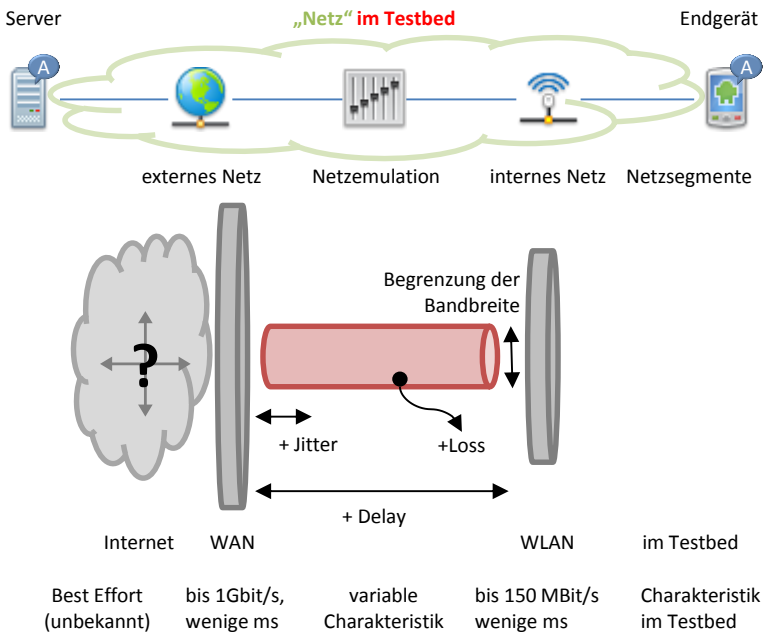 Server „Netz“ im Testbed Endgerät
A A
externes Netz Netzemulation internes Netz Netzsegmente
Begrenzung der
Bandbreite
?
+ Jitter +Loss
+ Delay
Internet WAN WLAN im Testbed
Best Effort bis 1Gbit/s, variable bis 150 MBit/s Charakteristik
(unbekannt) wenige ms Charakteristik wenige ms im Testbed